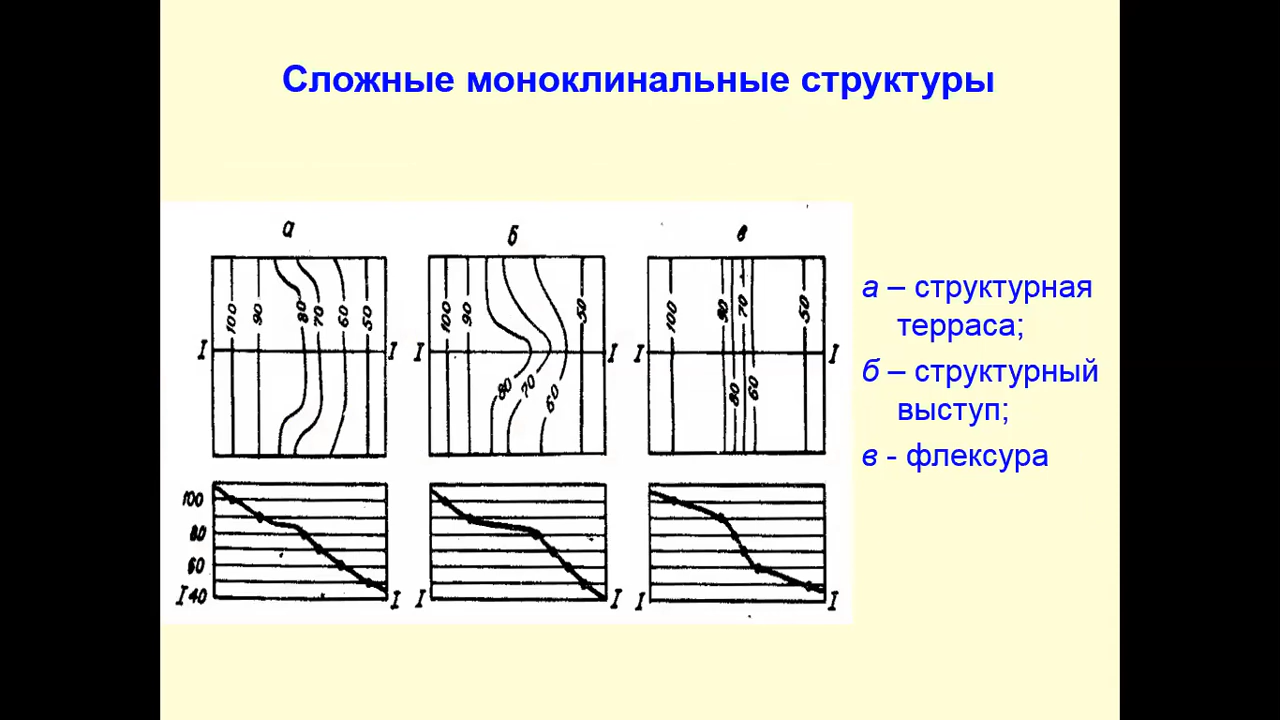 Сложные моноклинальные структуры
а б в
100 90 80 70 60 50
I I
100 90 80 70 60 50
I I
100 90 80 70 60 50
I I
100
80
60
I 40 I
I I
I I
а – структурная
терраса;
б – структурный
выступ;
в - флексура